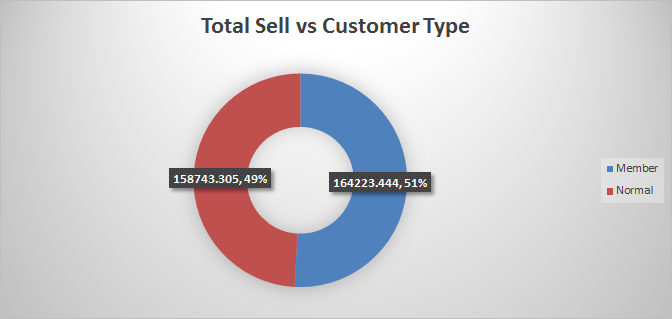 Total Sell vs Customer Type
158743.305, 49%
164223.444, 51%
Member
Normal